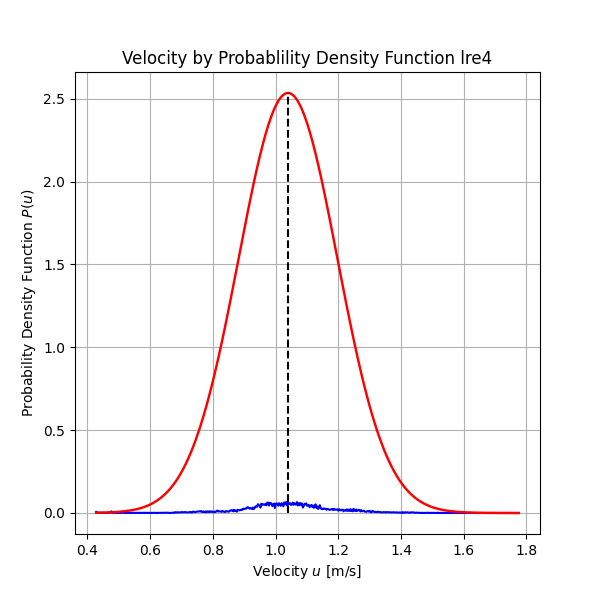 Velocity by Probablility Density Function lre4
Probability Density Function P(u)
2.5
2.0
1.5
1.0
0.5
0.0
0.4 0.6 0.8 1.0 1.2 1.4 1.6 1.8
Velocity u [m/s]